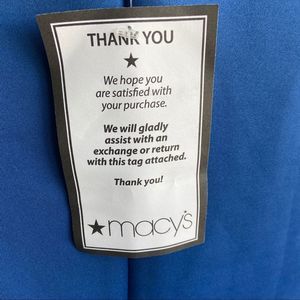 THANK YOU
We hope you
are satisfied with
your purchase.
We will gladly
assist with an
exchange or return
with this tag attached.
Thank you!
★macy's